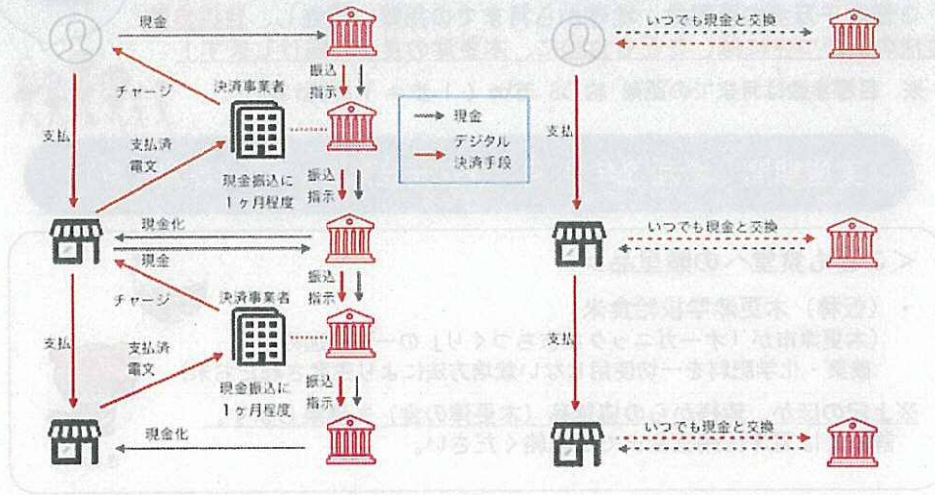 現金
振込
指示
チャージ
決済事業者
支払
支払済
電文
現金振込に
1ヶ月程度
振込
指示
現金化
現金
振込
指示
チャージ
決済事業者
支払
支払済
電文
現金振込に
1ヶ月程度
振込
指示
現金化
現金
デジタル
決済手段
いつでも現金と交換
支払
いつでも現金と交換
支払
いつでも現金と交換